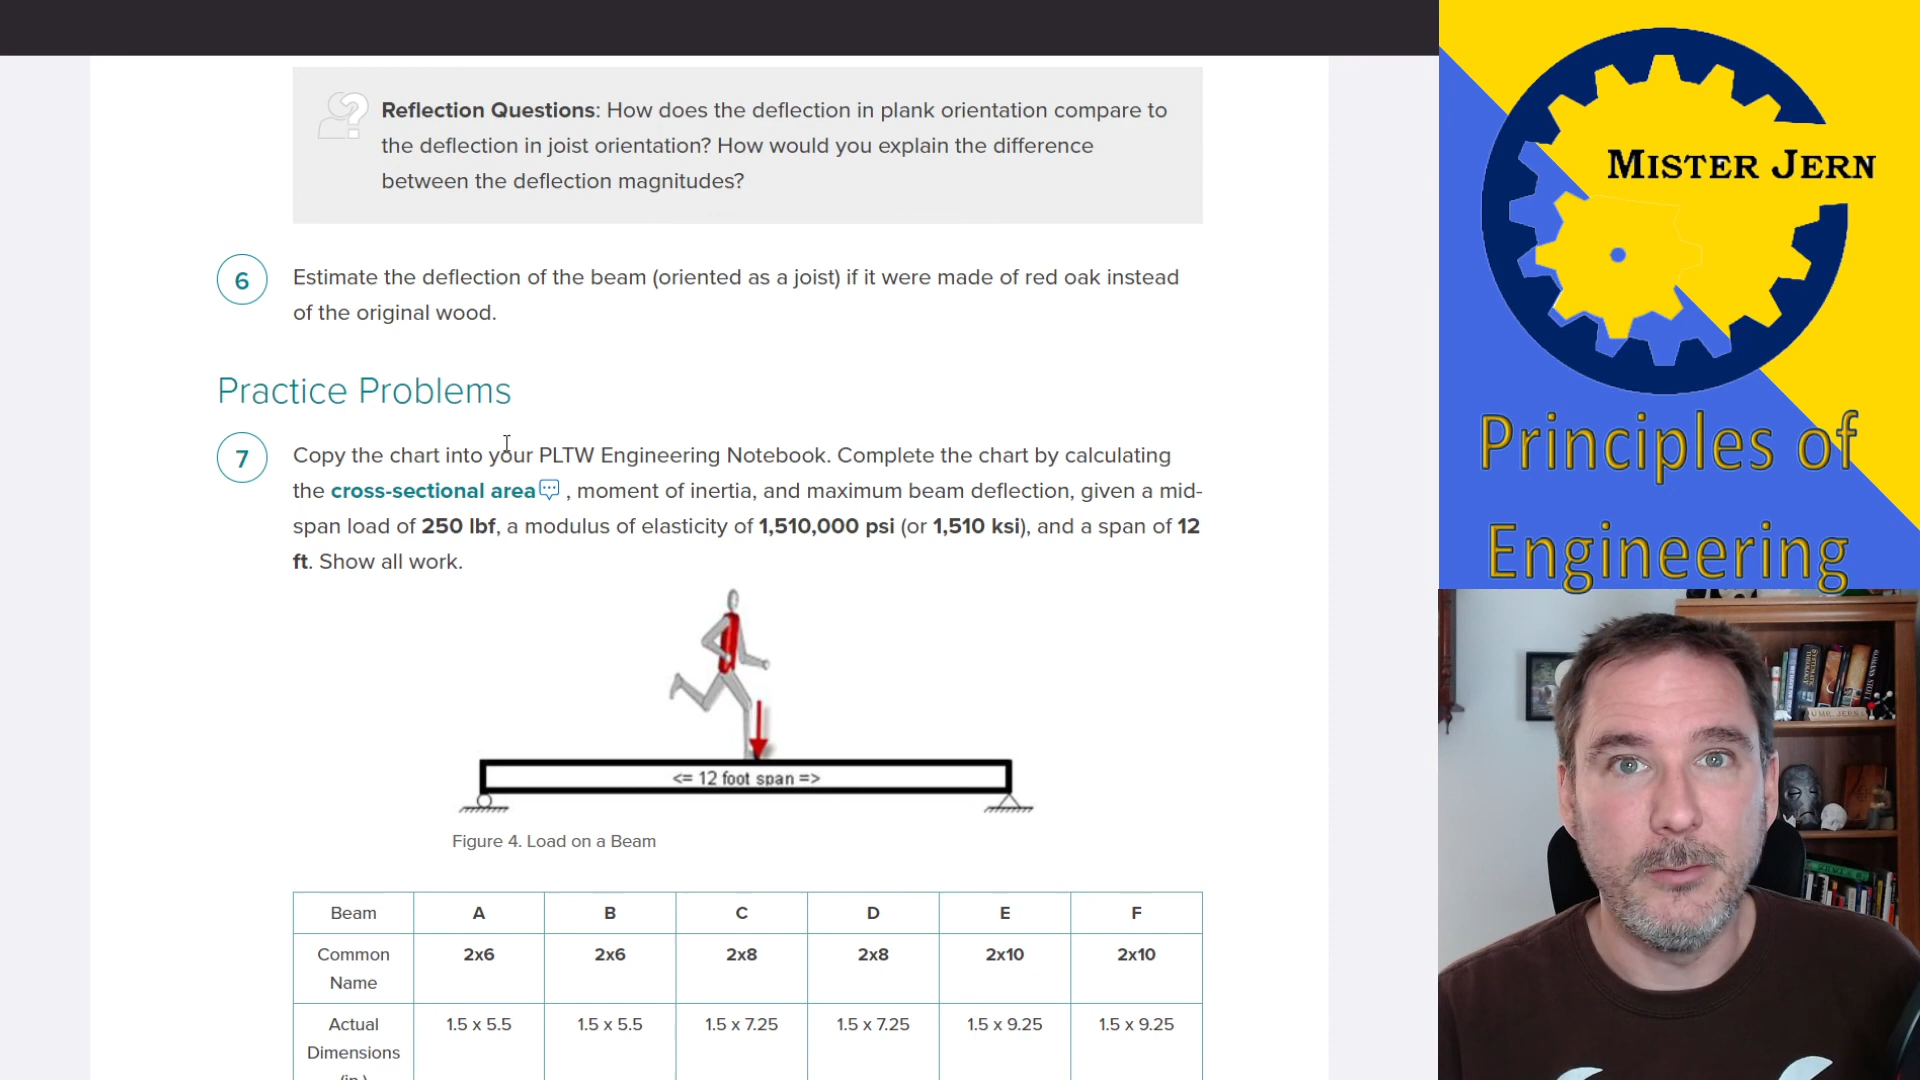 Reflection Questions: How does the deflection in plank orientation compare to
the deflection in joist orientation? How would you explain the difference
between the deflection magnitudes?
6
Estimate the deflection of the beam (oriented as a joist) if it were made of red oak instead
of the original wood.
Practice Problems
7
Copy the chart into your PLTW Engineering Notebook. Complete the chart by calculating
the cross-sectional area , moment of inertia, and maximum beam deflection, given a mid-
span load of 250 lbf, a modulus of elasticity of 1,510,000 psi (or 1,510 ksi), and a span of 12
ft. Show all work.
<= 12 foot span =>
Figure 4. Load on a Beam
Beam A B C D E F
Common Name 2x6 2x6 2x8 2x8 2x10 2x10
Actual Dimensions 1.5 x 5.5 1.5 x 5.5 1.5 x 7.25 1.5 x 7.25 1.5 x 9.25 1.5 x 9.25
MISTER JERN
Principles of
Engineering